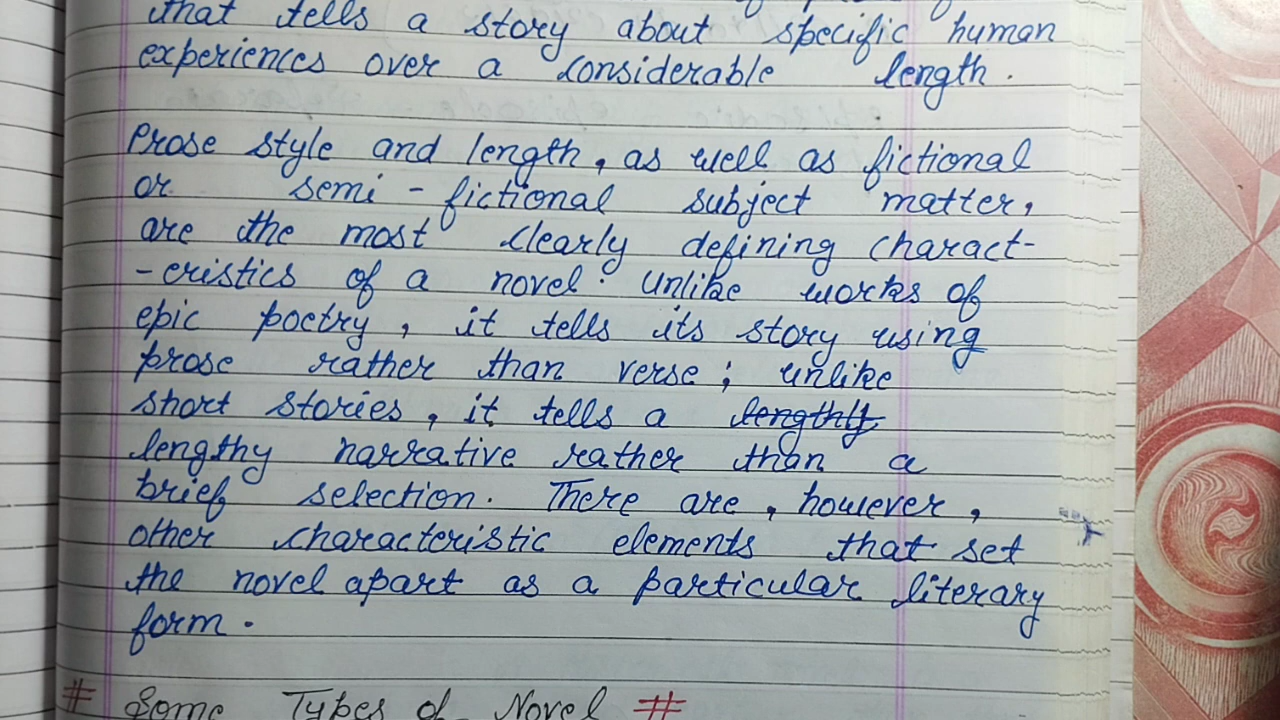 that tells a story about specific human
experiences over a considerable length.
Prose style and length, as well as fictional
or semi - fictional subject matter,
are the most clearly defining charact-
-eristics of a novel. Unlike works of
epic poetry, it tells its story using
prose rather than verse; unlike
short stories, it tells a lengthly
lengthy narrative rather than a
brief selection. There are, however,
other characteristic elements that set
the novel apart as a particular literary
form.
# Some Types of Novel #